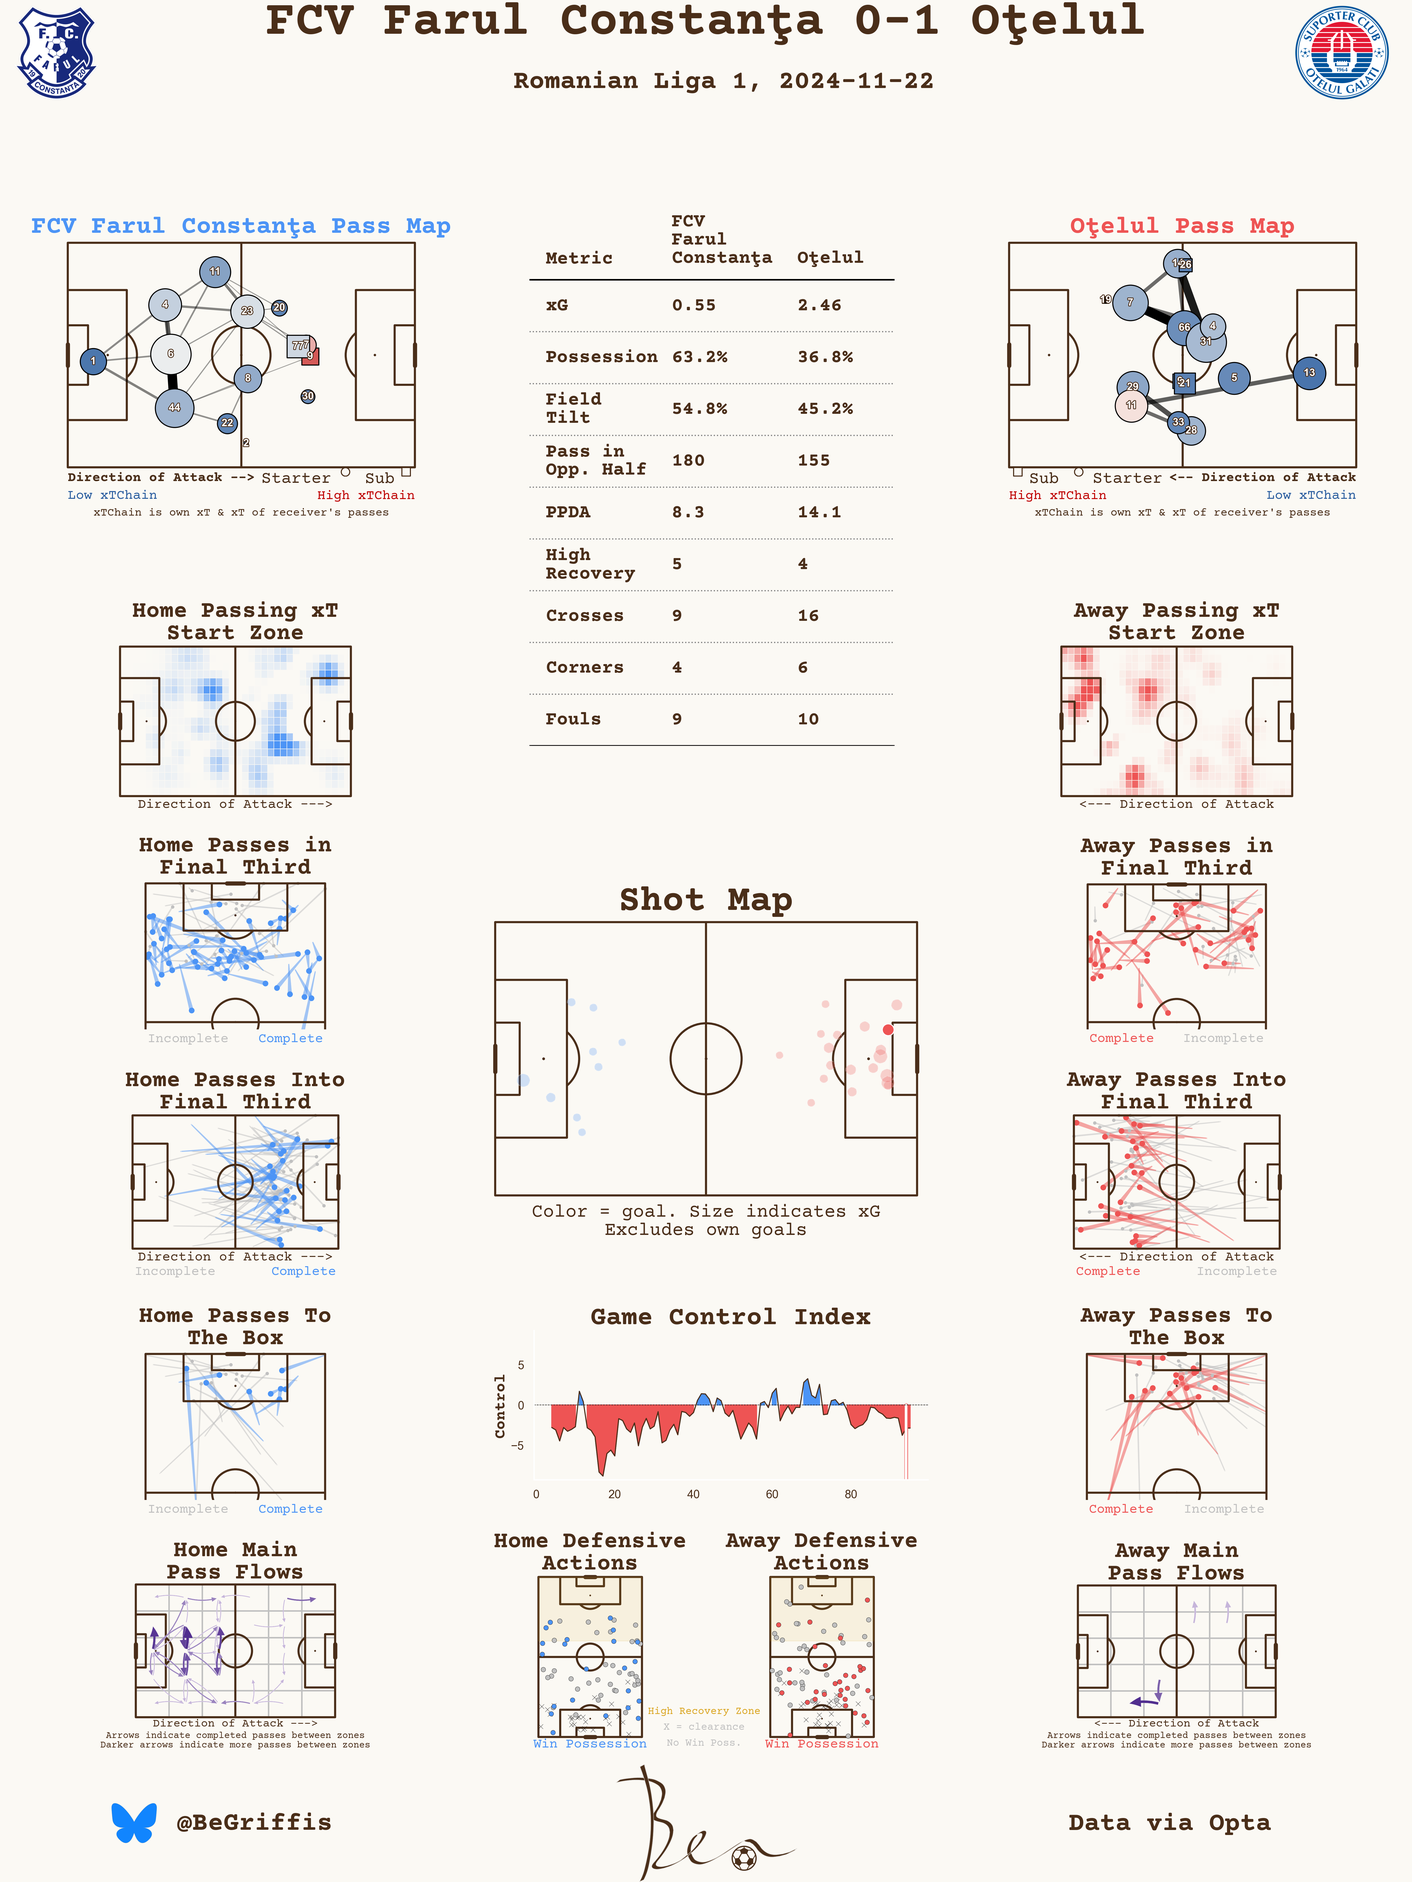 FCV Farul Constanţa 0-1 Oţelul
Romanian Liga 1, 2024-11-22
F. C.
FARUL
19 20
CONSTANTA
SUPORTER CLUB
1964
OTELUL GALATI
FCV Farul Constanţa Pass Map
11
4
23
20
6
777
9
1
8
44
30
22
2
Direction of Attack --> Starter Sub
Low xTChain High xTChain
xTChain is own xT & xT of receiver's passes
Metric FCV Farul Constanţa Oţelul
xG 0.55 2.46
Possession 63.2% 36.8%
Field Tilt 54.8% 45.2%
Pass in Opp. Half 180 155
PPDA 8.3 14.1
High Recovery 5 4
Crosses 9 16
Corners 4 6
Fouls 9 10
Oţelul Pass Map
26
19
7
66
4
31
13
5
21
29
11
33
28
Sub Starter <-- Direction of Attack
High xTChain Low xTChain
xTChain is own xT & xT of receiver's passes
Home Passing xT
Start Zone
Direction of Attack --->
Away Passing xT
Start Zone
<--- Direction of Attack
Home Passes in
Final Third
Incomplete Complete
Away Passes in
Final Third
Complete Incomplete
Shot Map
Color = goal. Size indicates xG
Excludes own goals
Home Passes Into
Final Third
Direction of Attack --->
Incomplete Complete
Away Passes Into
Final Third
<--- Direction of Attack
Complete Incomplete
Home Passes To
The Box
Incomplete Complete
Game Control Index
Control
5
0
−5
0 20 40 60 80
Away Passes To
The Box
Complete Incomplete
Home Main
Pass Flows
Direction of Attack --->
Arrows indicate completed passes between zones
Darker arrows indicate more passes between zones
Home Defensive
Actions
Win Possession
High Recovery Zone
X = clearance
No Win Poss.
Away Defensive
Actions
Win Possession
Away Main
Pass Flows
<--- Direction of Attack
Arrows indicate completed passes between zones
Darker arrows indicate more passes between zones
@BeGriffis
Ben
Data via Opta